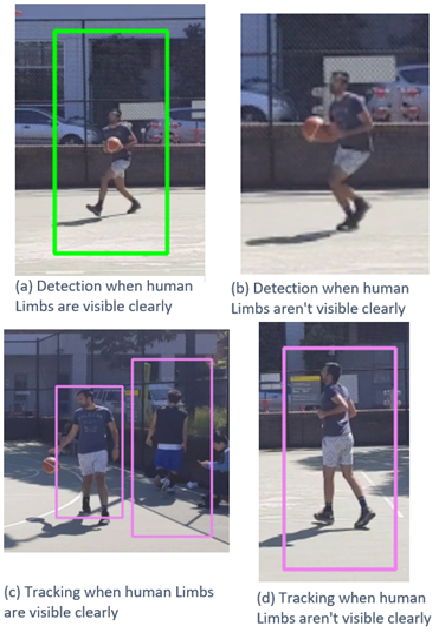 (a) Detection when human
Limbs are visible clearly
(b) Detection when human
Limbs aren't visible clearly
(c) Tracking when human Limbs
are visible clearly
(d) Tracking when human
Limbs aren't visible clearly